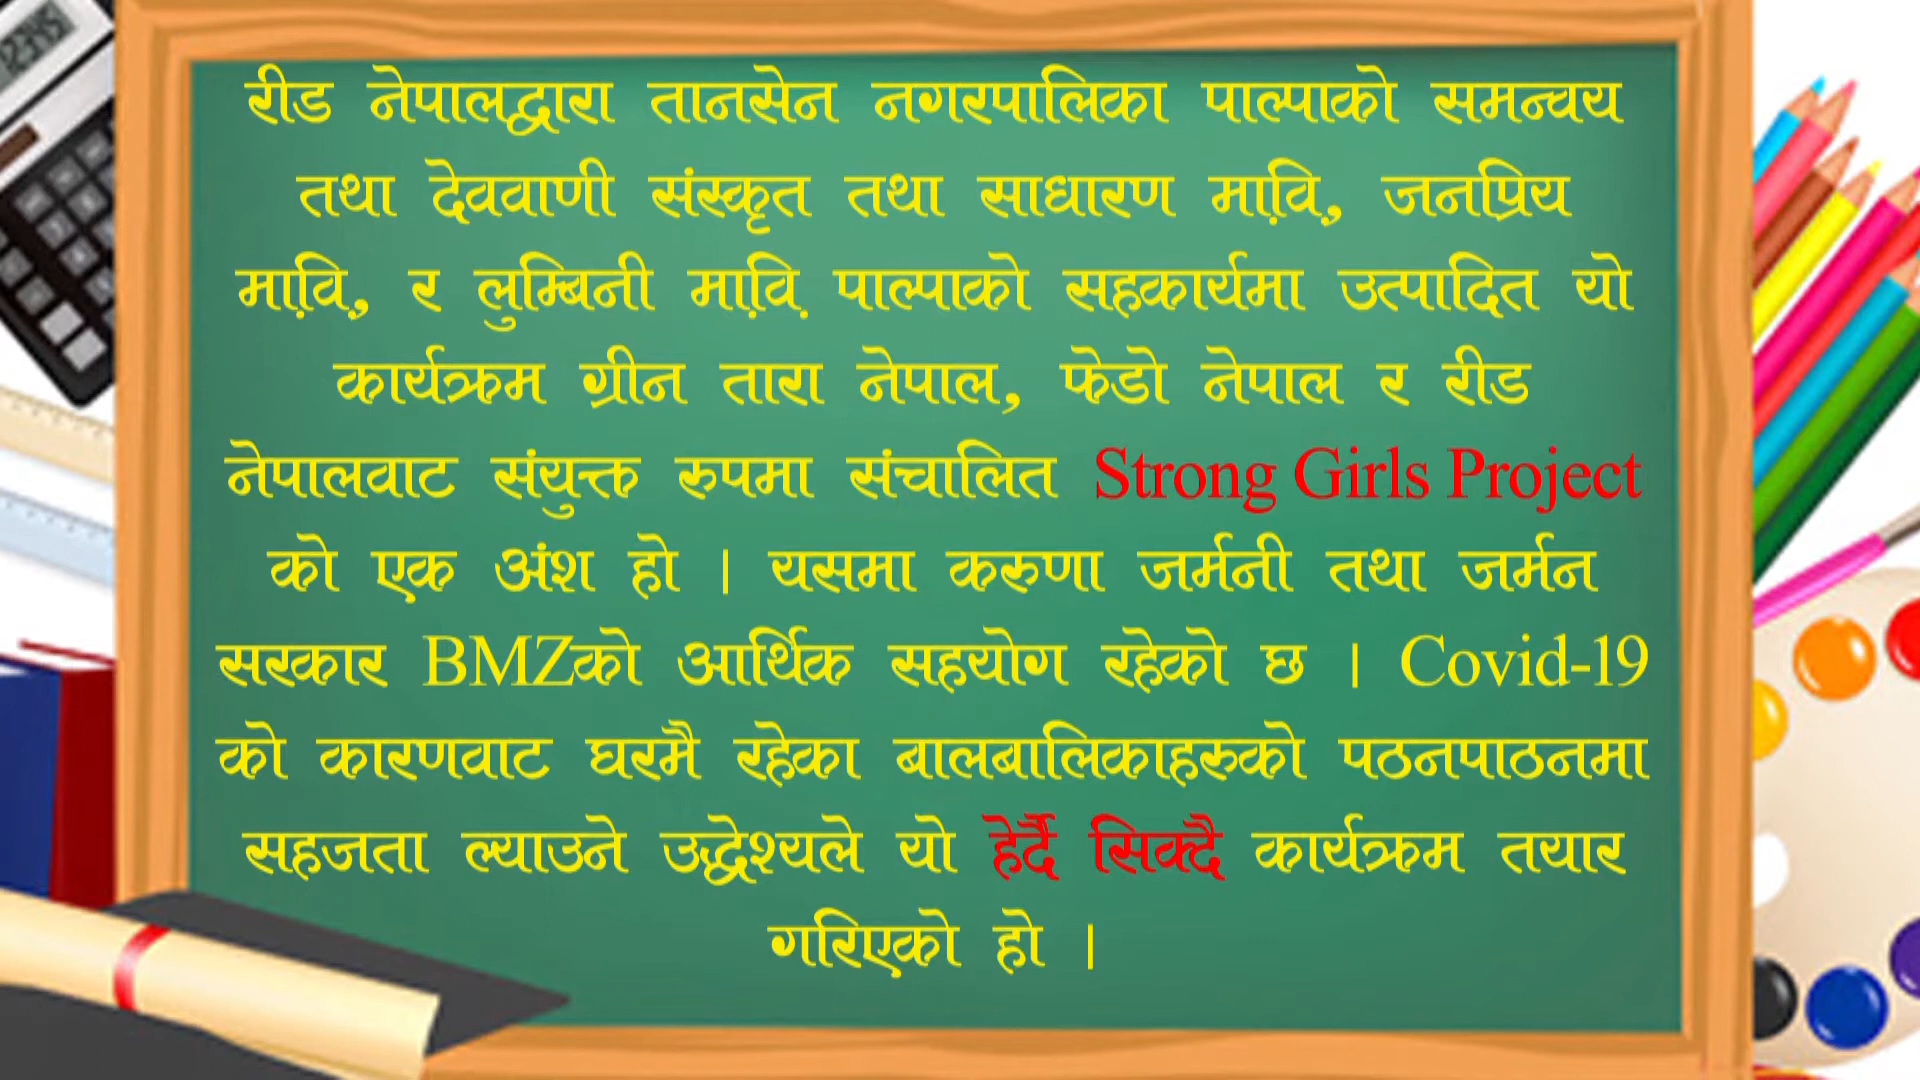 रीड नेपालद्वारा तानसेन नगरपालिका पाल्पाको समन्वय
तथा देववाणी संस्कृत तथा साधारण मा़वि़, जनप्रिय
मा़वि़, र लुम्बिनी मा़वि़ पाल्पाको सहकार्यमा उत्पादित यो
कार्यक्रम ग्रीन तारा नेपाल, फेडो नेपाल र रीड
नेपालवाट संयुक्त रुपमा संचालित Strong Girls Project
को एक अंश हो । यसमा करुणा जर्मनी तथा जर्मन
सरकार BMZको आर्थिक सहयोग रहेको छ । Covid-19
को कारणवाट घरमै रहेका बालबालिकाहरुको पठनपाठनमा
सहजता ल्याउने उद्धेश्यले यो हेर्दै सिक्दै कार्यक्रम तयार
गरिएको हो ।
12345